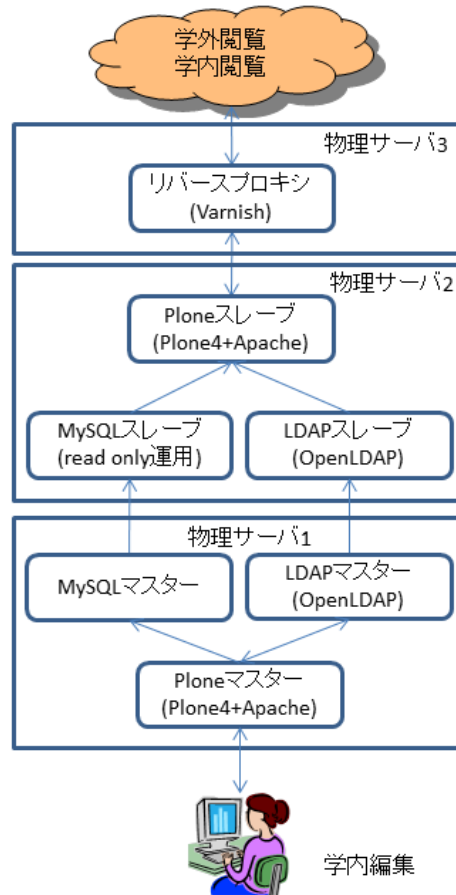 学外閲覧
学内閲覧
物理サーバ3
リバースプロキシ
(Varnish)
物理サーバ2
Ploneスレーブ
(Plone4+Apache)
MySQLスレーブ
(read only運用)
LDAPスレーブ
(OpenLDAP)
物理サーバ1
MySQLマスター
LDAPマスター
(OpenLDAP)
Ploneマスター
(Plone4+Apache)
学内編集